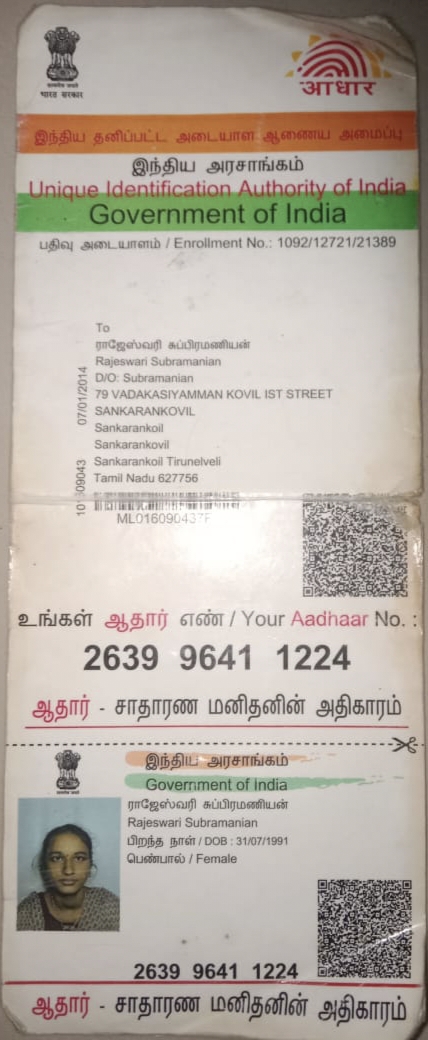 सत्यमेव जयते
भारत सरकार
आधार
இந்திய தனிப்பட்ட அடையாள ஆணைய அமைப்பு
இந்திய அரசாங்கம்
Unique Identification Authority of India
Government of India
பதிவு அடையாளம் / Enrollment No.: 1092/12721/21389
07/01/2014
To
ராஜேஸ்வரி சுப்பிரமணியன்
Rajeswari Subramanian
D/O: Subramanian
79 VADAKASIYAMMAN KOVIL IST STREET
SANKARANKOVIL
Sankarankoil
Sankarankovil
Sankarankoil Tirunelveli
Tamil Nadu 627756
ML016090437F
உங்கள் ஆதார் எண் / Your Aadhaar No. :
2639 9641 1224
ஆதார் - சாதாரண மனிதனின் அதிகாரம்
இந்திய அரசாங்கம்
Government of India
ராஜேஸ்வரி சுப்பிரமணியன்
Rajeswari Subramanian
பிறந்த நாள் / DOB : 31/07/1991
பெண்பால் / Female
2639 9641 1224
ஆதார் - சாதாரண மனிதனின் அதிகாரம்